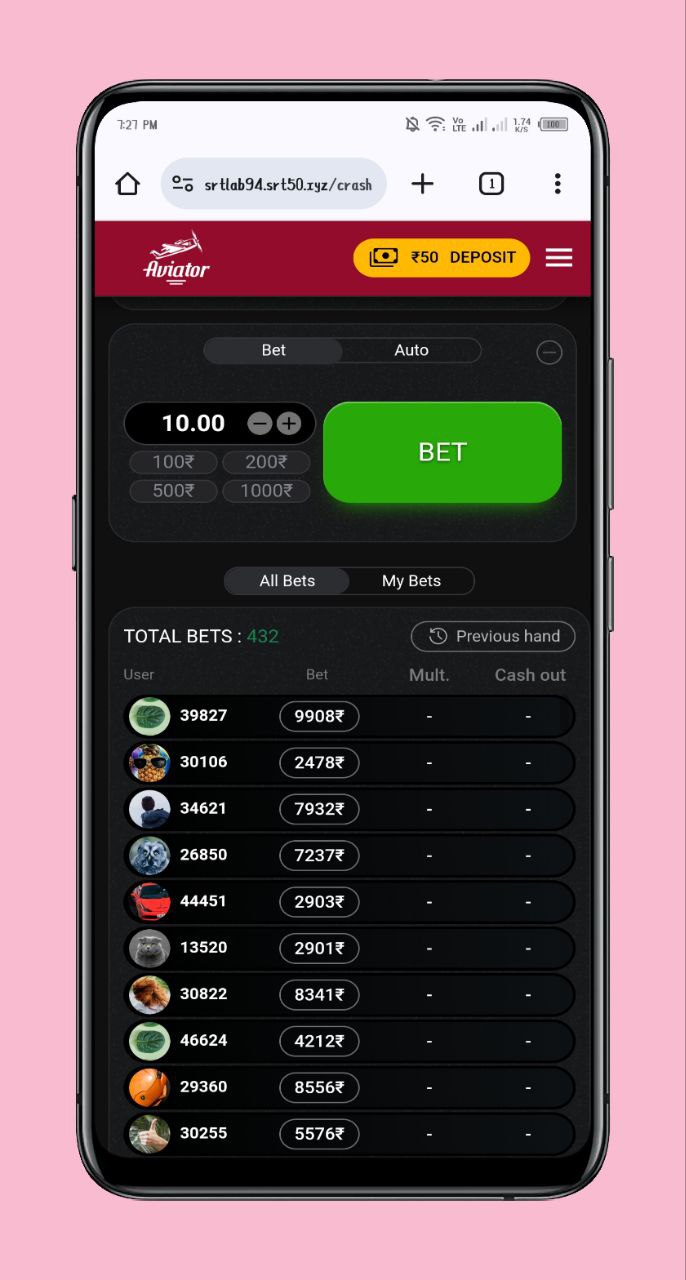 7:27 PM Vo LTE 1.74 K/S 100
srtlab94.srt50.xyz/crash 1
Aviator ₹50 DEPOSIT
Bet Auto
10.00
BET
100₹ 200₹
500₹ 1000₹
All Bets My Bets
TOTAL BETS : 432 Previous hand
User Bet Mult. Cash out
39827 9908₹ - -
30106 2478₹ - -
34621 7932₹ - -
26850 7237₹ - -
44451 2903₹ - -
13520 2901₹ - -
30822 8341₹ - -
46624 4212₹ - -
29360 8556₹ - -
30255 5576₹ - -